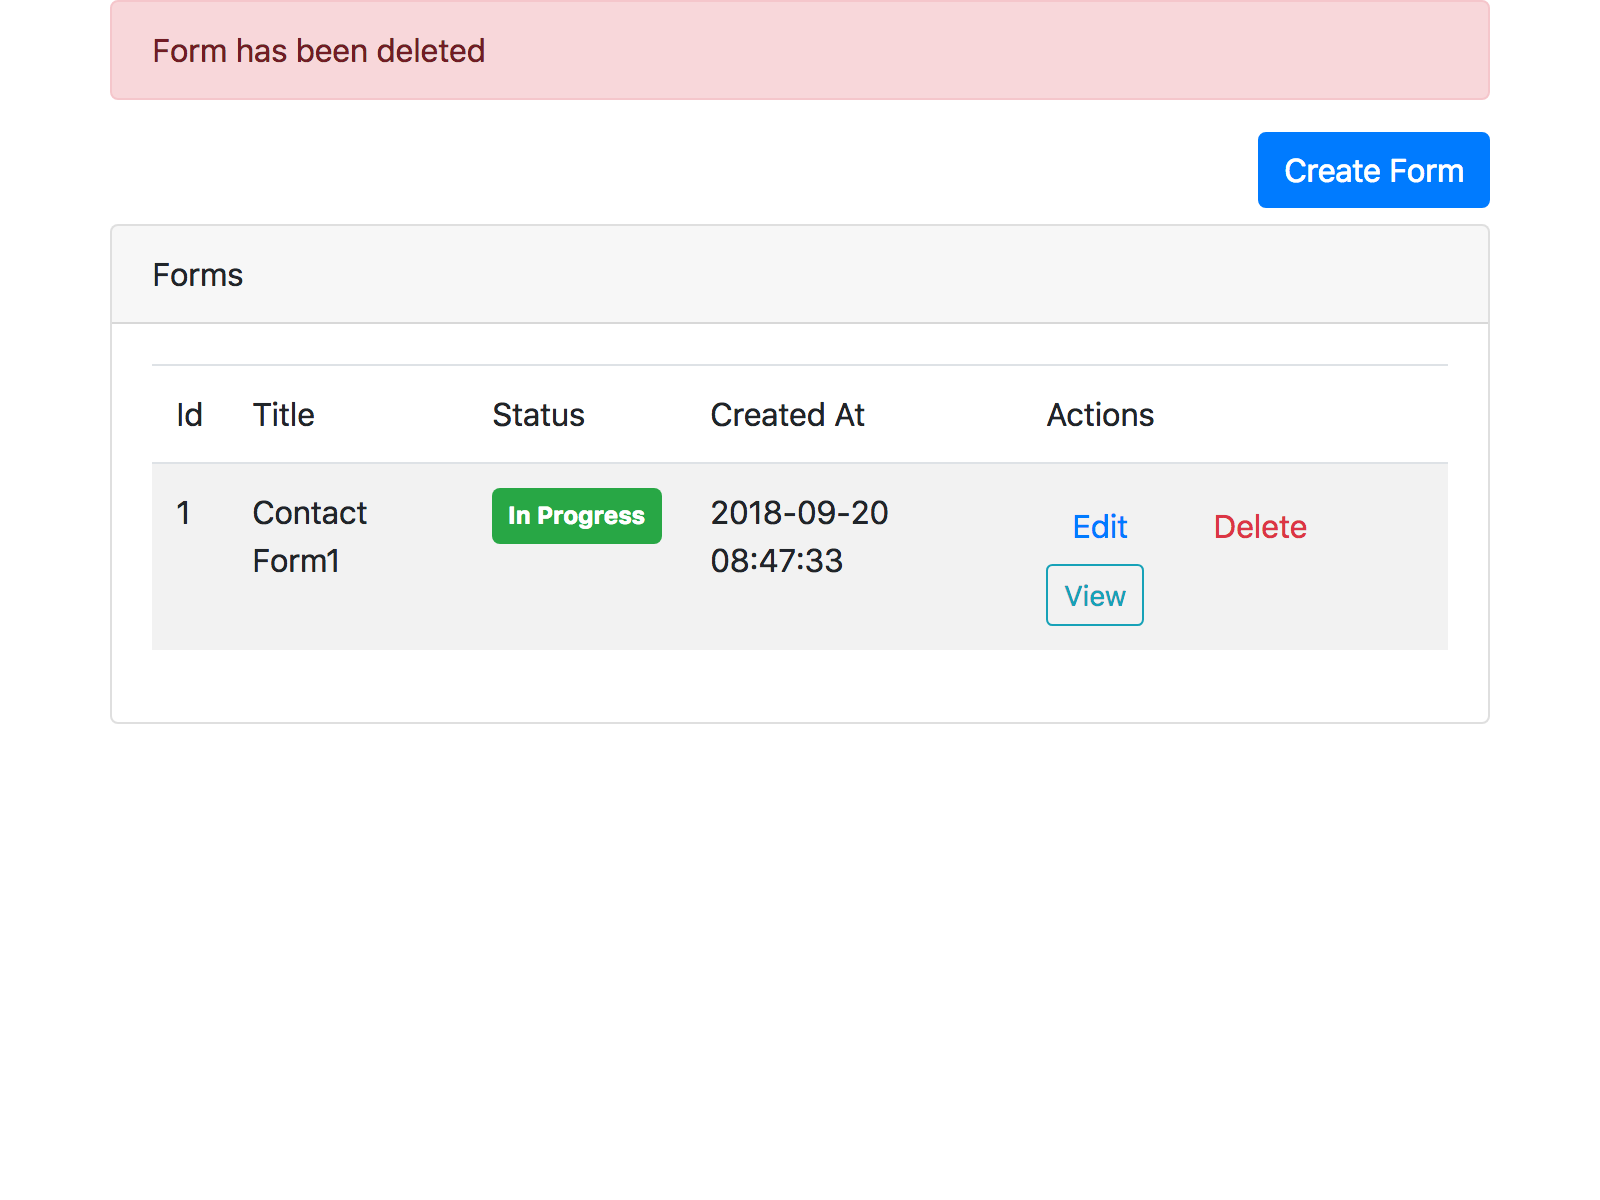 Form has been deleted
Create Form
Forms
Id Title Status Created At Actions
1 Contact Form1 In Progress 2018-09-20 08:47:33 Edit Delete
View